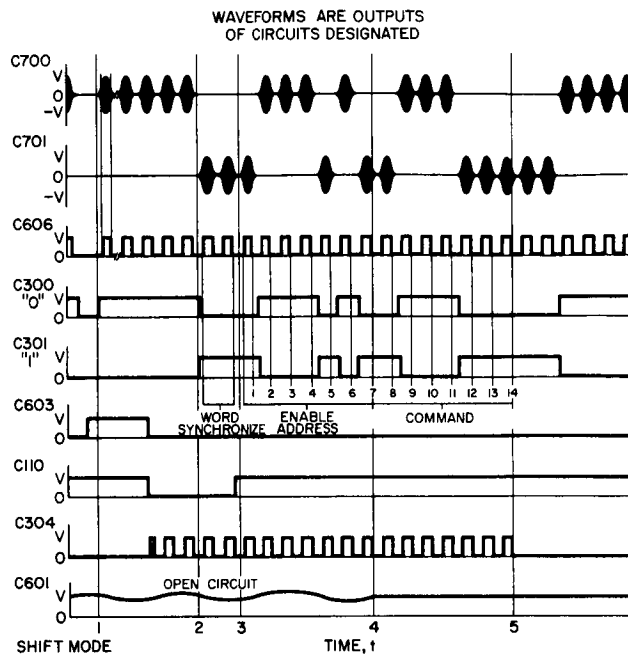 WAVEFORMS ARE OUTPUTS
OF CIRCUITS DESIGNATED
C700
V
0
-V
C701
V
0
-V
C606
V
0
C300
"0" V
0
C301
"1" V
0
1 2 3 4 5 6 7 8 9 10 11 12 13 14
WORD SYNCHRONIZE
ENABLE ADDRESS
COMMAND
C603
V
0
C110
V
0
C304
V
0
C601
OPEN CIRCUIT
V
0
1 2 3 4 5
SHIFT MODE TIME, t